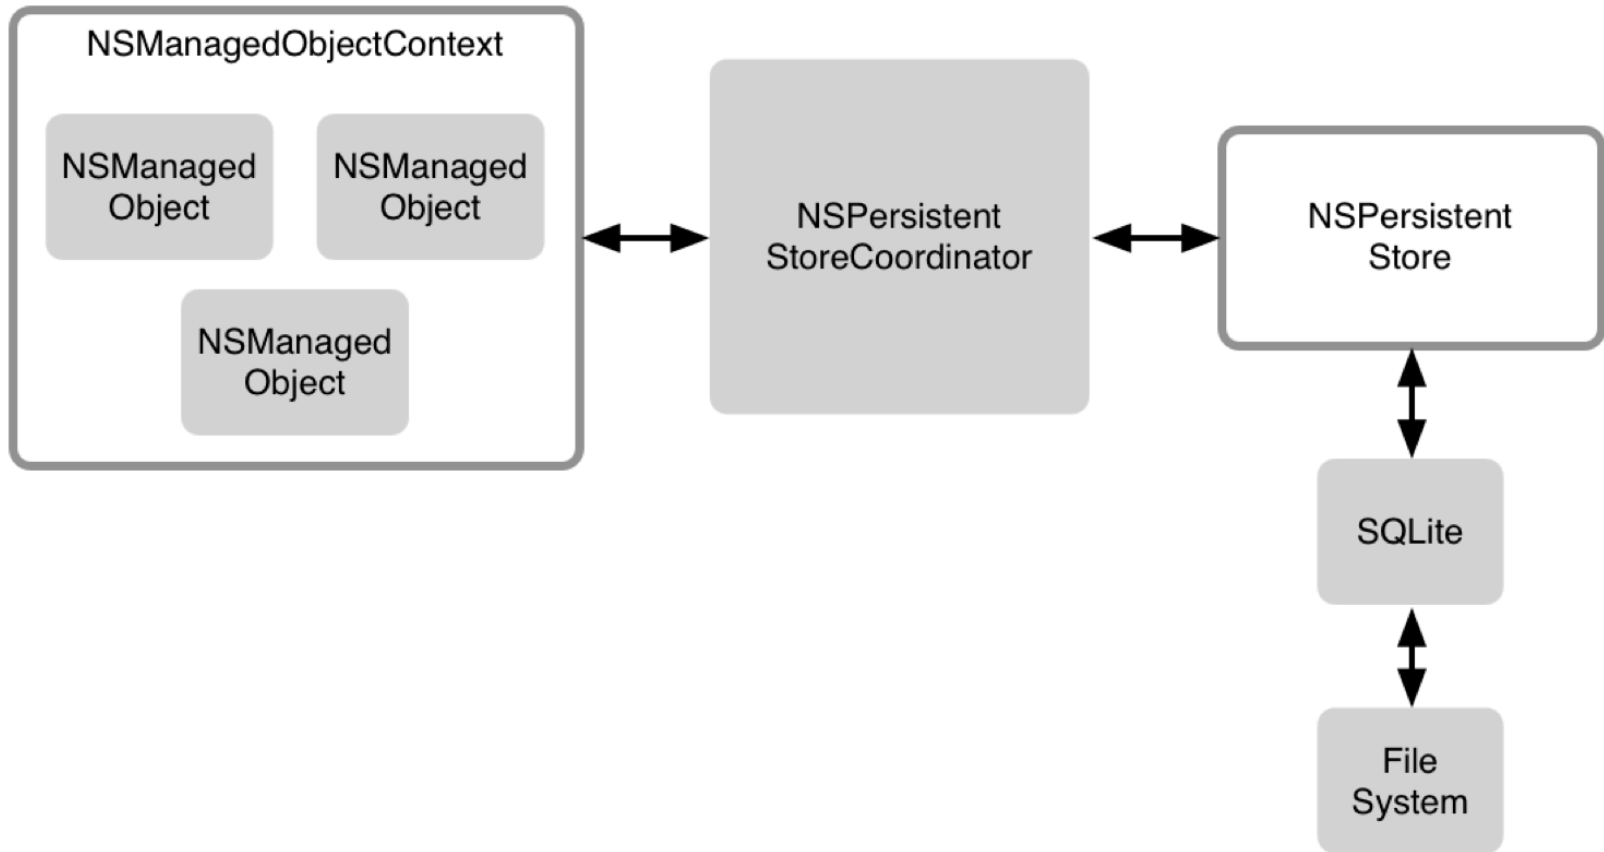 NSManagedObjectContext
NSManaged
Object
NSManaged
Object
NSManaged
Object
NSPersistent
StoreCoordinator
NSPersistent
Store
SQLite
File
System